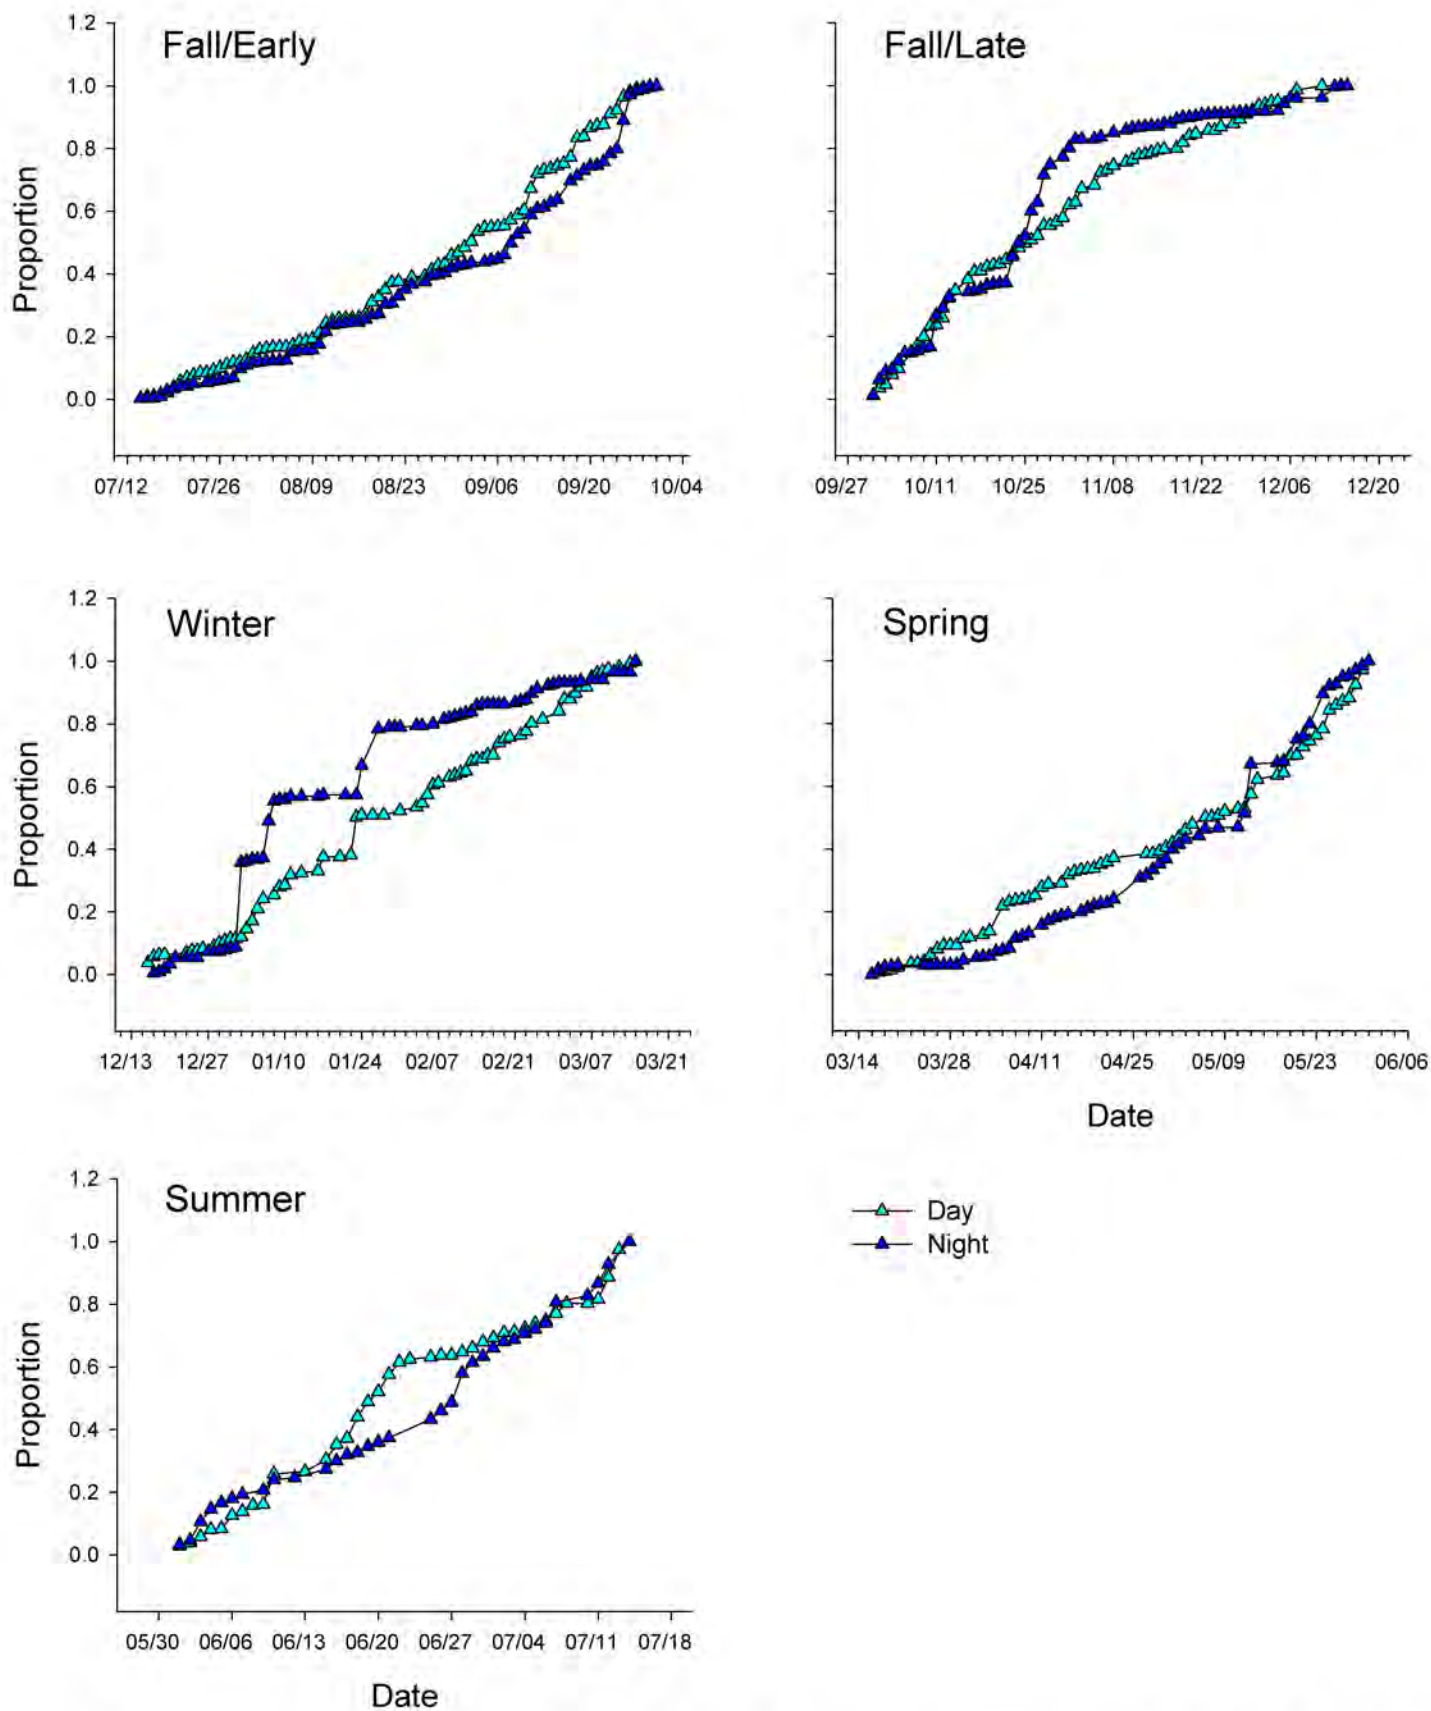 Fall/Early
Proportion
1.2
1.0
0.8
0.6
0.4
0.2
0.0
07/12 07/26 08/09 08/23 09/06 09/20 10/04
Fall/Late
09/27 10/11 10/25 11/08 11/22 12/06 12/20
Winter
Proportion
1.2
1.0
0.8
0.6
0.4
0.2
0.0
12/13 12/27 01/10 01/24 02/07 02/21 03/07 03/21
Spring
03/14 03/28 04/11 04/25 05/09 05/23 06/06
Date
Summer
Proportion
1.2
1.0
0.8
0.6
0.4
0.2
0.0
05/30 06/06 06/13 06/20 06/27 07/04 07/11 07/18
Date
Day
Night